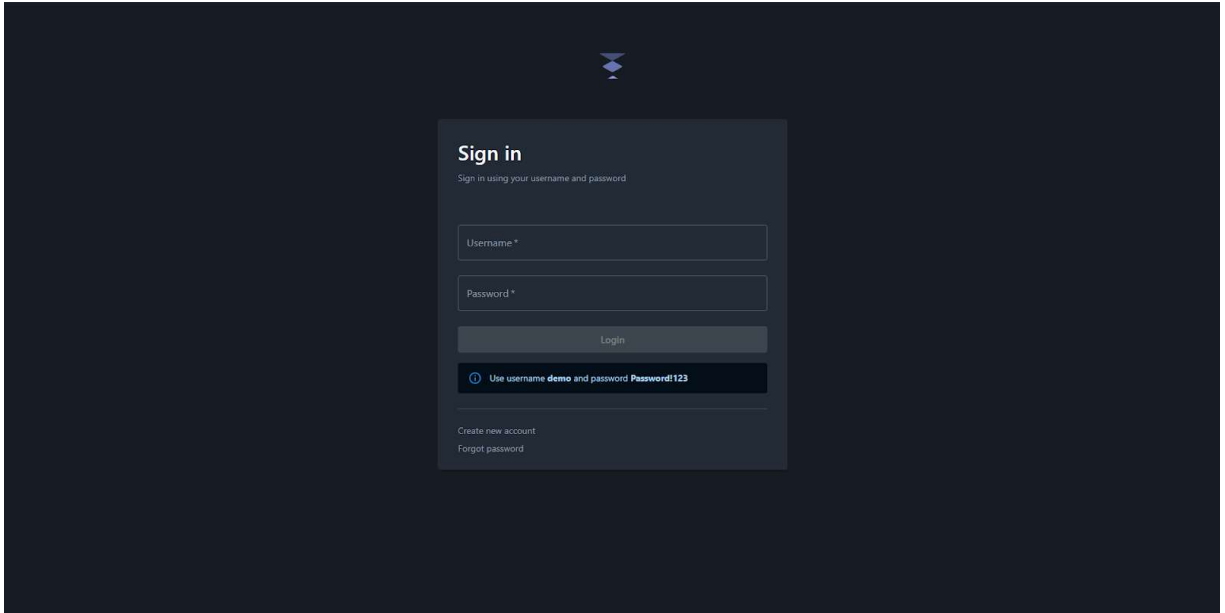 Sign in
Sign in using your username and password
Username *
Password *
Login
Use username demo and password Password!123
Create new account
Forgot password